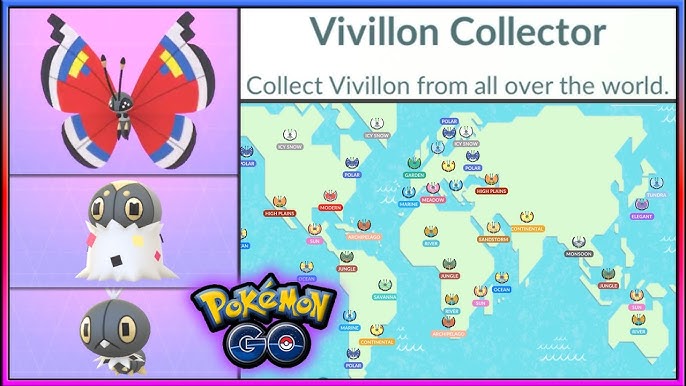 Vivillon Collector
Collect Vivillon from all over the world.
POLAR
ICY SNOW
ICY SNOW
POLAR
POLAR
GARDEN
POLAR
TUNDRA
MARINE
MEADOW
HIGH PLAINS
ELEGANT
HIGH PLAINS
MODERN
SUN
ARCHIPELAGO
RIVER
SANDSTORM
CONTINENTAL
POLAR
MONSOON
JUNGLE
JUNGLE
JUNGLE
OCEAN
SAVANNA
OCEAN
SUN
SUN
RIVER
MARINE
CONTINENTAL
ARCHIPELAGO
RIVER
POLAR
POKÉMON
GO